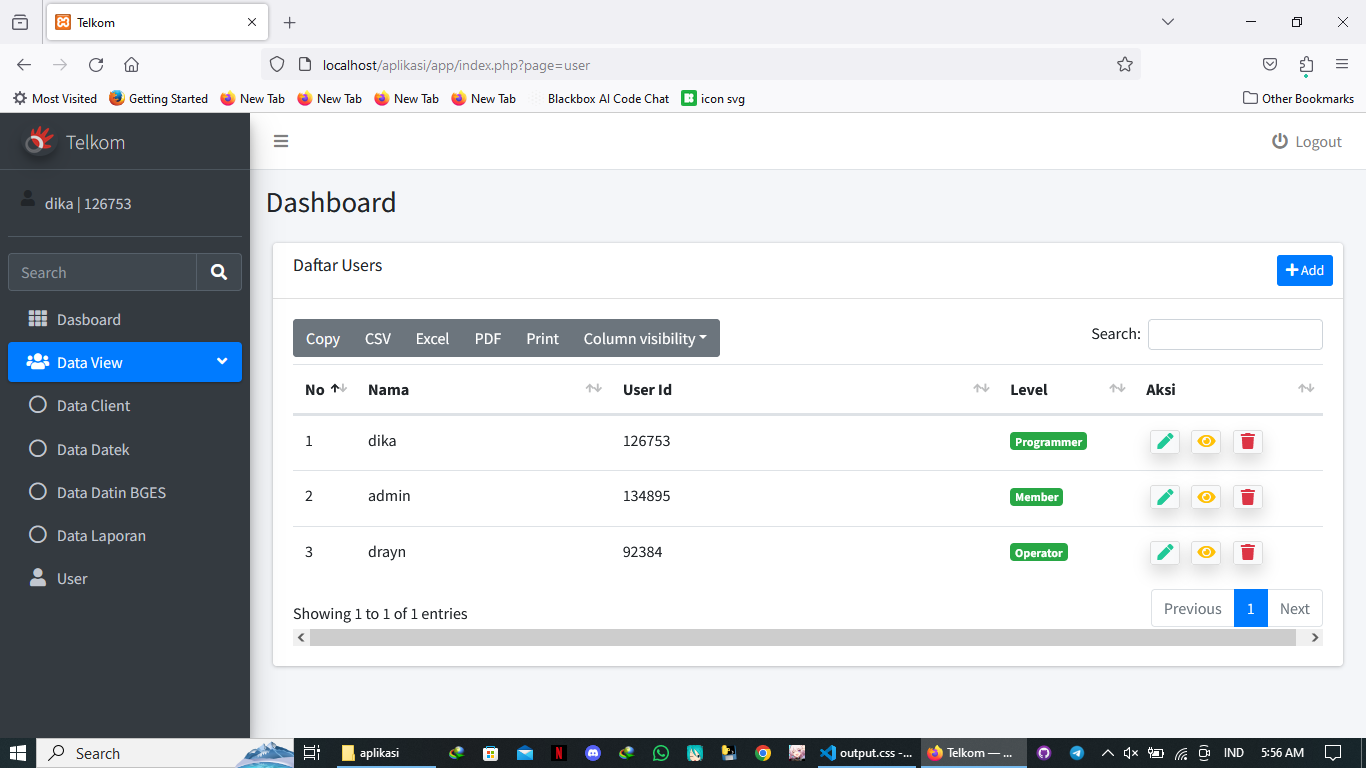 Telkom
localhost/aplikasi/app/index.php?page=user
Most Visited Getting Started New Tab New Tab New Tab New Tab Blackbox AI Code Chat icon svg Other Bookmarks
Telkom
Logout
dika | 126753
Dashboard
Search
Daftar Users
Add
Dasboard
Data View
Data Client
Data Datek
Data Datin BGES
Data Laporan
User
Copy CSV Excel PDF Print Column visibility
Search:
No Nama User Id Level Aksi
1 dika 126753 Programmer
2 admin 134895 Member
3 drayn 92384 Operator
Showing 1 to 1 of 1 entries
Previous 1 Next
Search aplikasi output.css -... Telkom — ... IND 5:56 AM